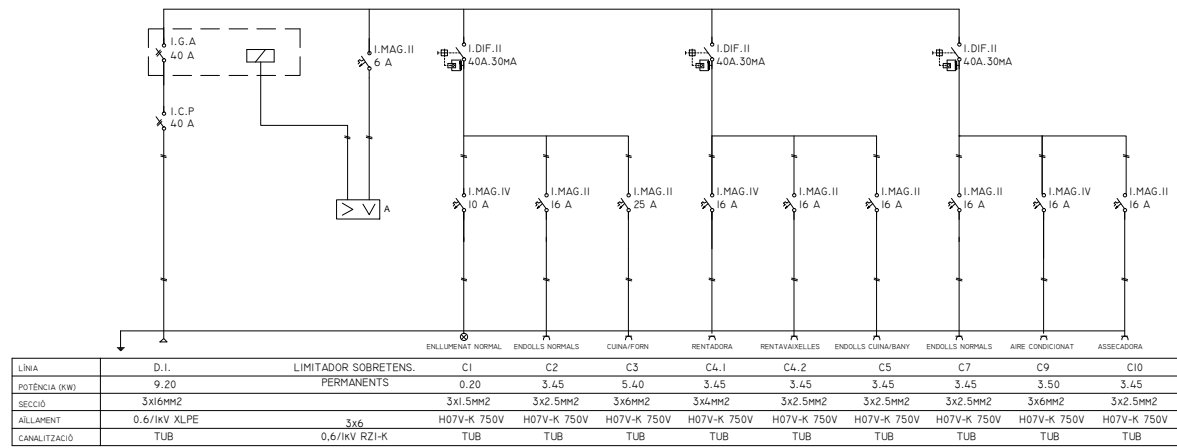 I.G.A
40 A
I.MAG.II
6 A
I.DIF.II
40A.30MA
I.DIF.II
40A.30MA
I.DIF.II
40A.30MA
I.C.P
40 A
A
I.MAG.IV
10 A
I.MAG.II
16 A
I.MAG.II
25 A
I.MAG.IV
16 A
I.MAG.II
16 A
I.MAG.II
16 A
I.MAG.II
16 A
I.MAG.IV
16 A
I.MAG.II
16 A
ENLLUMENAT NORMAL ENDOLLS NORMALS CUINA/FORN RENTADORA RENTAVAIXELLES ENDOLLS CUINA/BANY ENDOLLS NORMALS AIRE CONDICIONAT ASSECADORA
LÍNIA D.I. LIMITADOR SOBRETENS. C1 C2 C3 C4.1 C4.2 C5 C7 C9 C10
POTÈNCIA (KW) 9.20 PERMANENTS 0.20 3.45 5.40 3.45 3.45 3.45 3.45 3.50 3.45
SECCIÓ 3x16MM2 3x1.5MM2 3x2.5MM2 3x6MM2 3x4MM2 3x2.5MM2 3x2.5MM2 3x2.5MM2 3x6MM2 3x2.5MM2
AÏLLAMENT 0.6/1KV XLPE 3x6 H07V-K 750V H07V-K 750V H07V-K 750V H07V-K 750V H07V-K 750V H07V-K 750V H07V-K 750V H07V-K 750V H07V-K 750V
CANALITZACIÓ TUB 0,6/1KV RZ1-K TUB TUB TUB TUB TUB TUB TUB TUB TUB